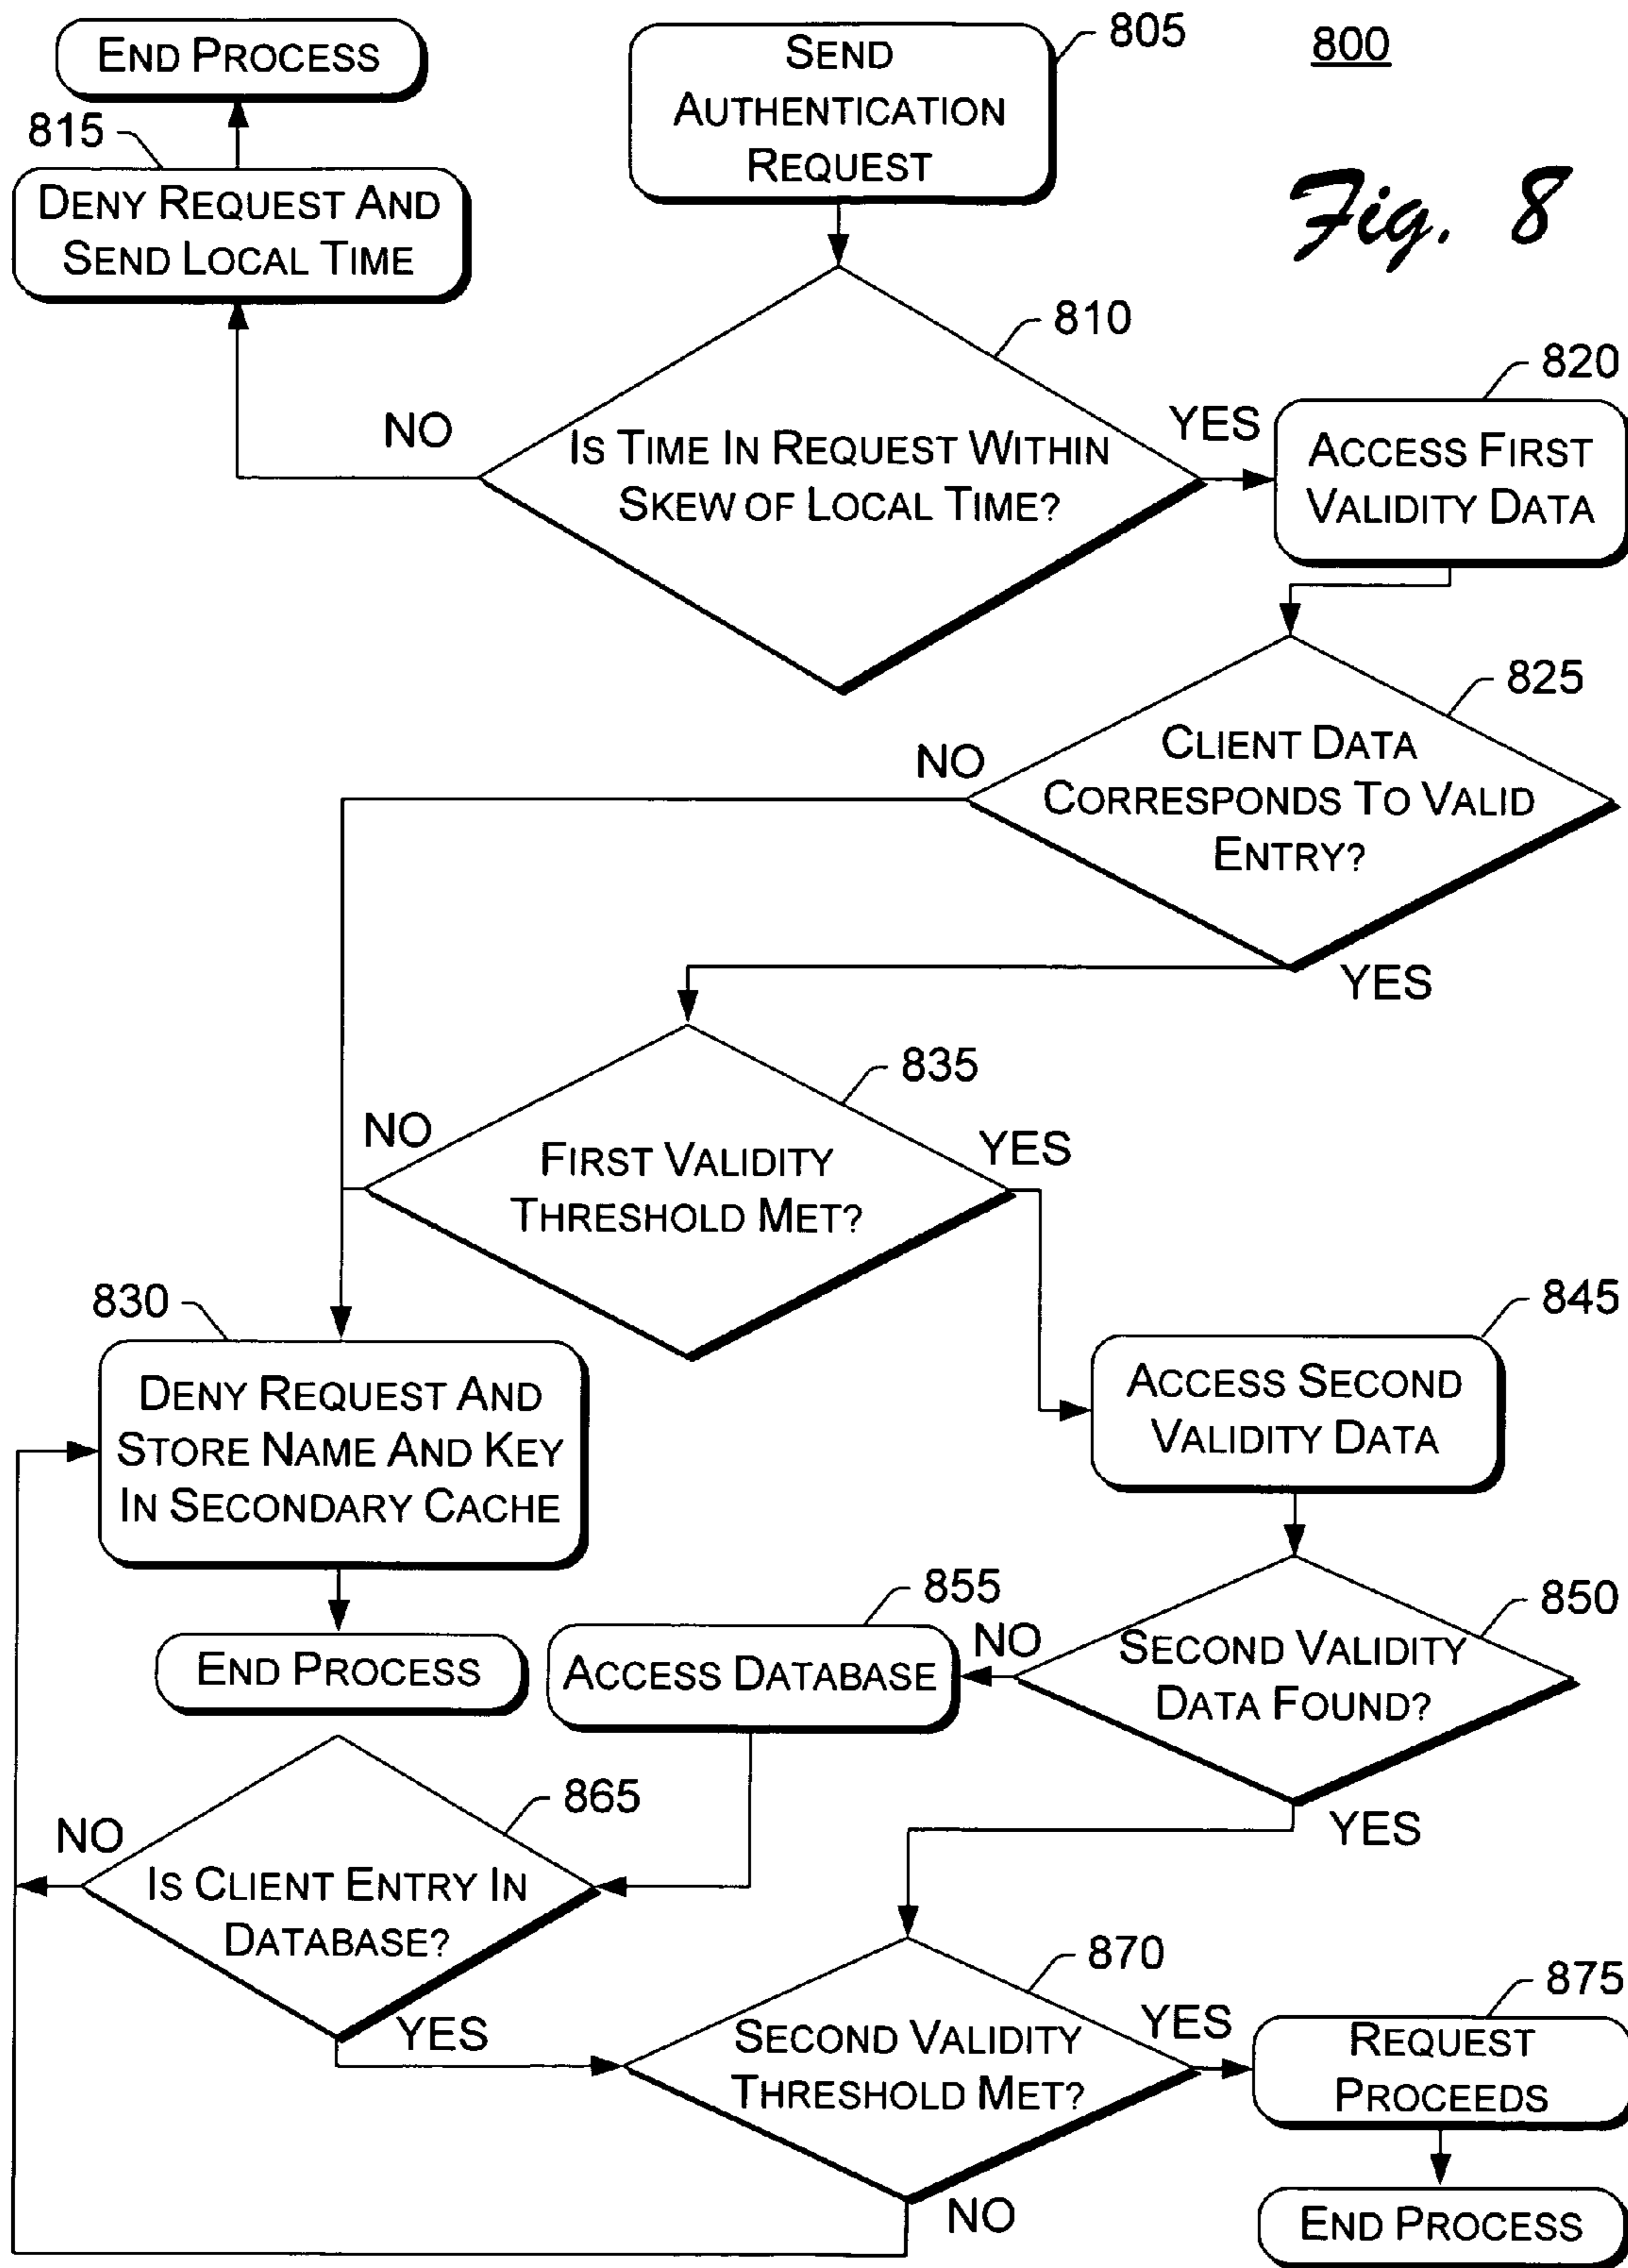 END PROCESS
SEND
AUTHENTICATION
REQUEST
805
800
Fig. 8
815
DENY REQUEST AND
SEND LOCAL TIME
810
NO
IS TIME IN REQUEST WITHIN
SKEW OF LOCAL TIME?
YES
820
ACCESS FIRST
VALIDITY DATA
825
NO
CLIENT DATA
CORRESPONDS TO VALID
ENTRY?
YES
835
NO
FIRST VALIDITY
THRESHOLD MET?
YES
830
DENY REQUEST AND
STORE NAME AND KEY
IN SECONDARY CACHE
END PROCESS
845
ACCESS SECOND
VALIDITY DATA
850
SECOND VALIDITY
DATA FOUND?
NO
YES
855
ACCESS DATABASE
865
NO
IS CLIENT ENTRY IN
DATABASE?
YES
870
SECOND VALIDITY
THRESHOLD MET?
YES
NO
875
REQUEST
PROCEEDS
END PROCESS